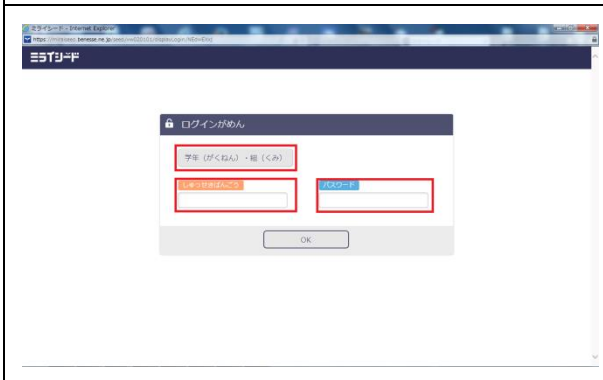 ミライシード - Internet Explorer
ミライシード
ログインがめん
学年（がくねん）・組（くみ）
しゅっせきばんごう
パスワード
OK